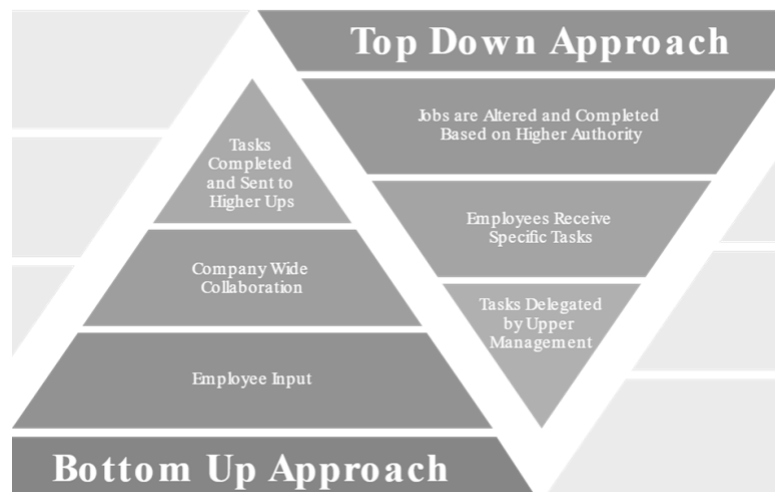 Top Down Approach
Jobs are Altered and Completed
Based on Higher Authority
Employees Receive
Specific Tasks
Tasks Delegated
by Upper
Management
Tasks
Completed
and Sent to
Higher Ups
Company Wide
Collaboration
Employee Input
Bottom Up Approach